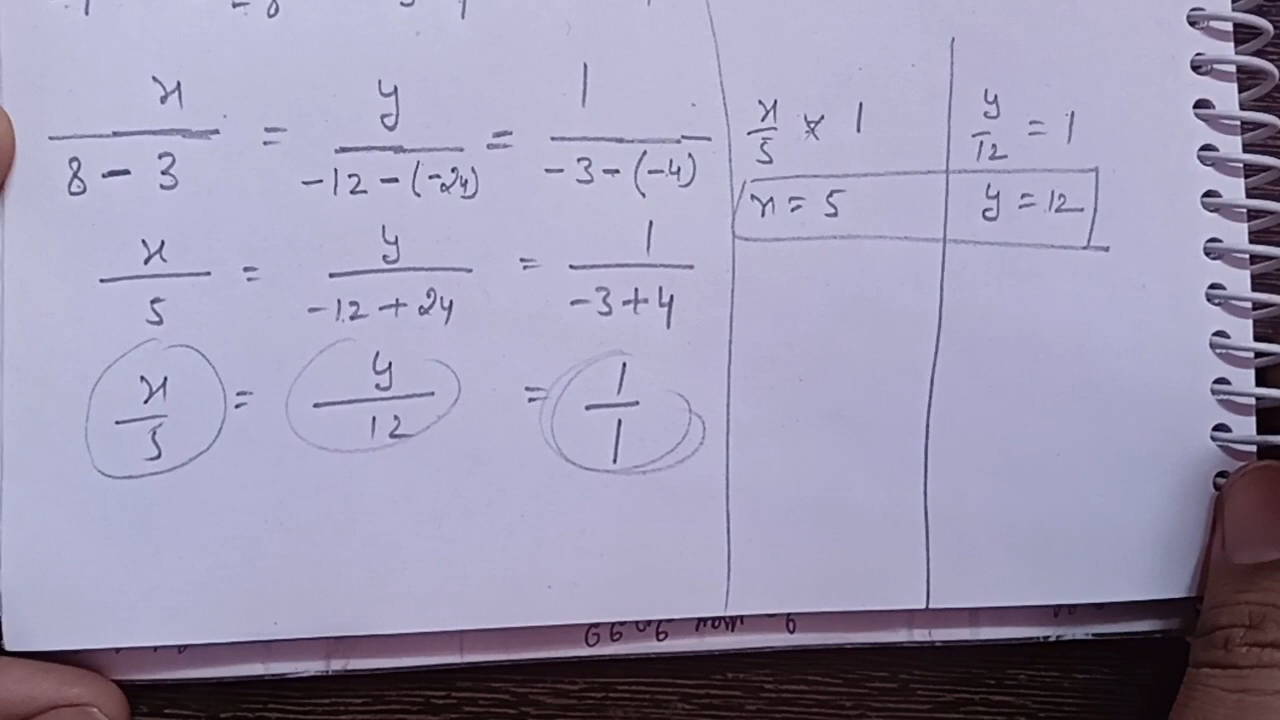 x/(8 - 3) = y/(-12 - (-24)) = 1/(-3 - (-4))
x/5 = y/(-12 + 24) = 1/(-3 + 4)
x/5 = y/12 = 1/1
x/5 = 1
x = 5
y/12 = 1
y = 12